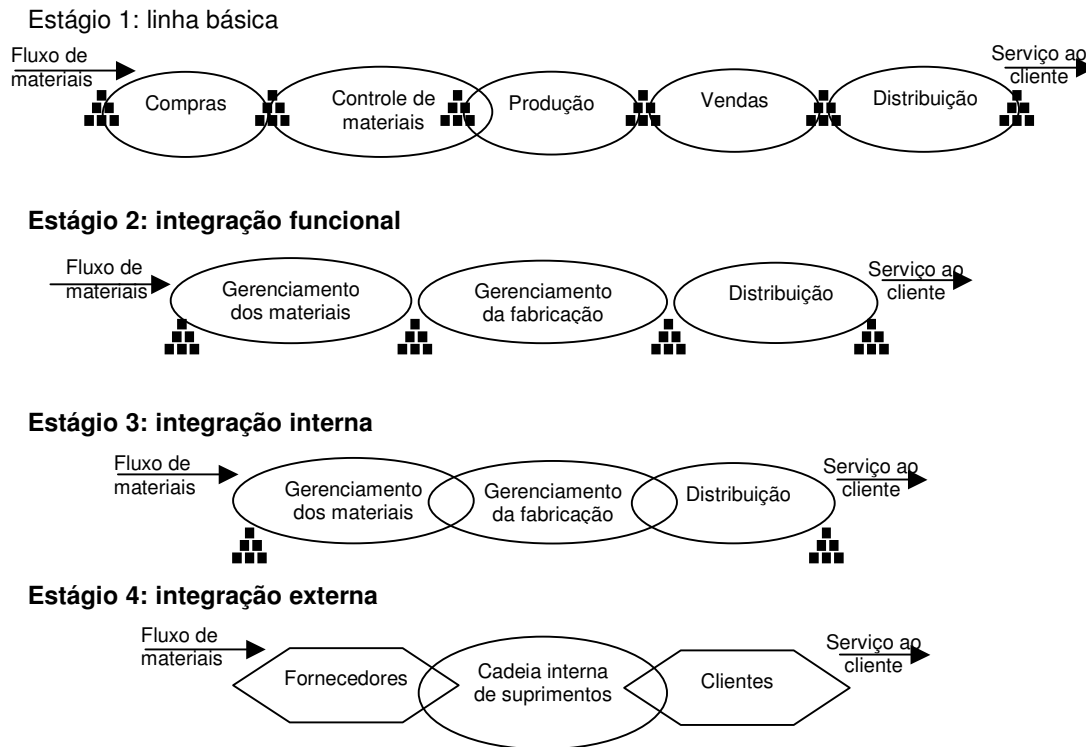 Estágio 1: linha básica
Fluxo de
materiais
Compras
Controle de
materiais
Produção
Vendas
Distribuição
Serviço ao
cliente
Estágio 2: integração funcional
Fluxo de
materiais
Gerenciamento
dos materiais
Gerenciamento
da fabricação
Distribuição
Serviço ao
cliente
Estágio 3: integração interna
Fluxo de
materiais
Gerenciamento
dos materiais
Gerenciamento
da fabricação
Distribuição
Serviço ao
cliente
Estágio 4: integração externa
Fluxo de
materiais
Fornecedores
Cadeia interna
de suprimentos
Clientes
Serviço ao
cliente